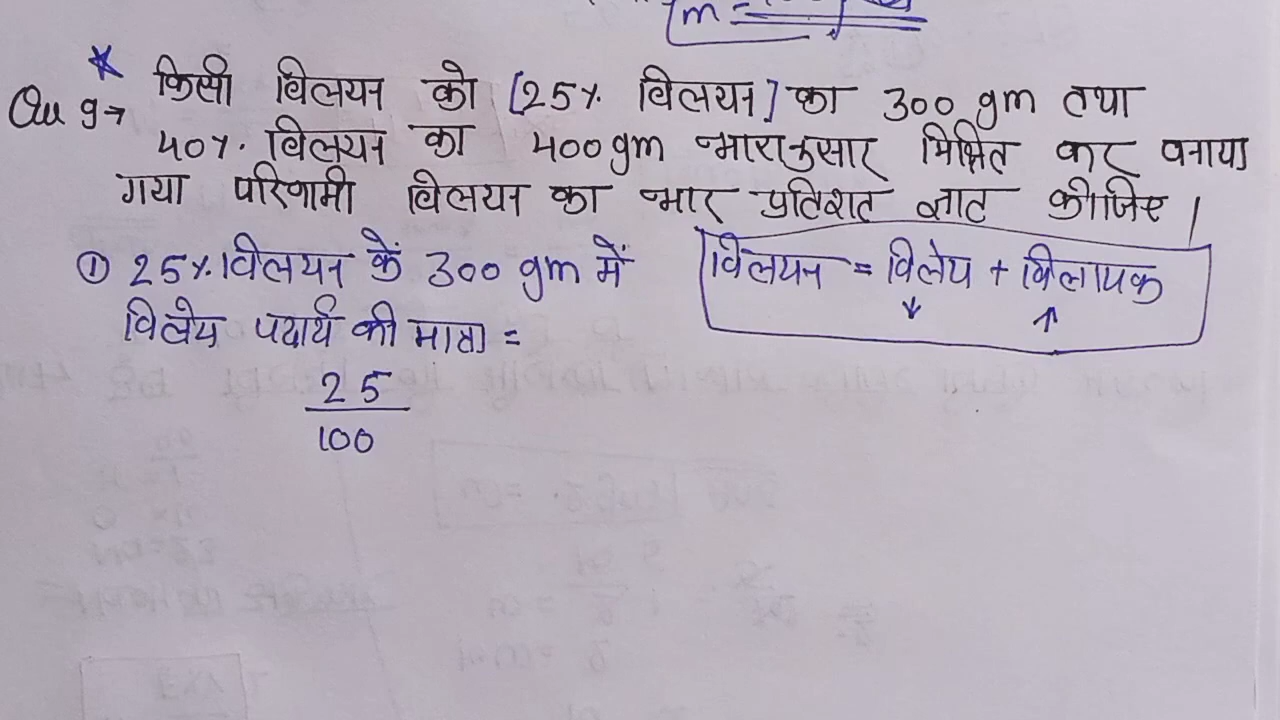 m =
Qu 9→ किसी विलयन को [25% विलयन] का 300 gm तथा
40%. विलयन का 400 gm भारानुसार मिश्रित कर बनाया
गया परिणामी विलयन का भार प्रतिशत ज्ञात कीजिए |
① 25% विलयन के 300 gm में
विलेय पदार्थ की मात्रा =
25
100
विलयन = विलेय + विलायक